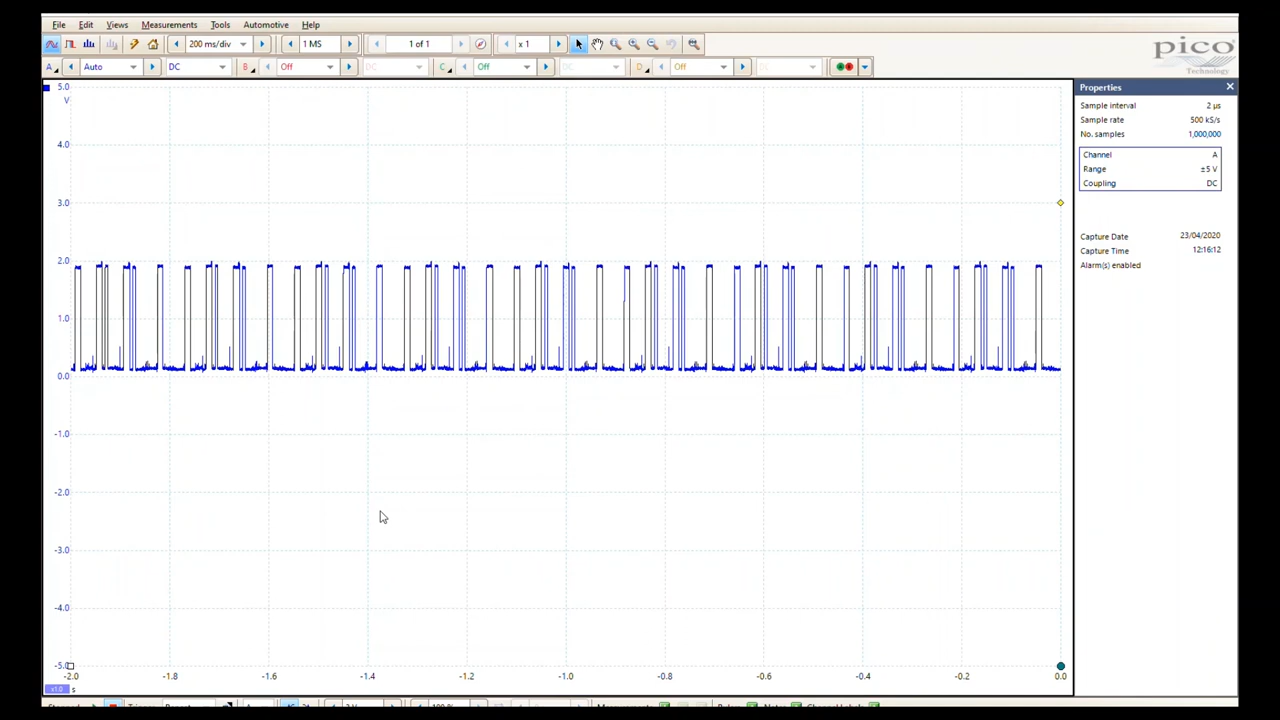 File Edit Views Measurements Tools Automotive Help
200 ms/div 1 MS 1 of 1 x 1
pico
Technology
A Auto DC B Off DC C Off DC D Off DC
Properties
Sample interval 2 µs
Sample rate 500 kS/s
No. samples 1,000,000
Channel A
Range ±5 V
Coupling DC
Capture Date 23/04/2020
Capture Time 12:16:12
Alarm(s) enabled
5.0
V
4.0
3.0
2.0
1.0
0.0
-1.0
-2.0
-3.0
-4.0
-5.0
-2.0 -1.8 -1.6 -1.4 -1.2 -1.0 -0.8 -0.6 -0.4 -0.2 0.0
x1.0 s